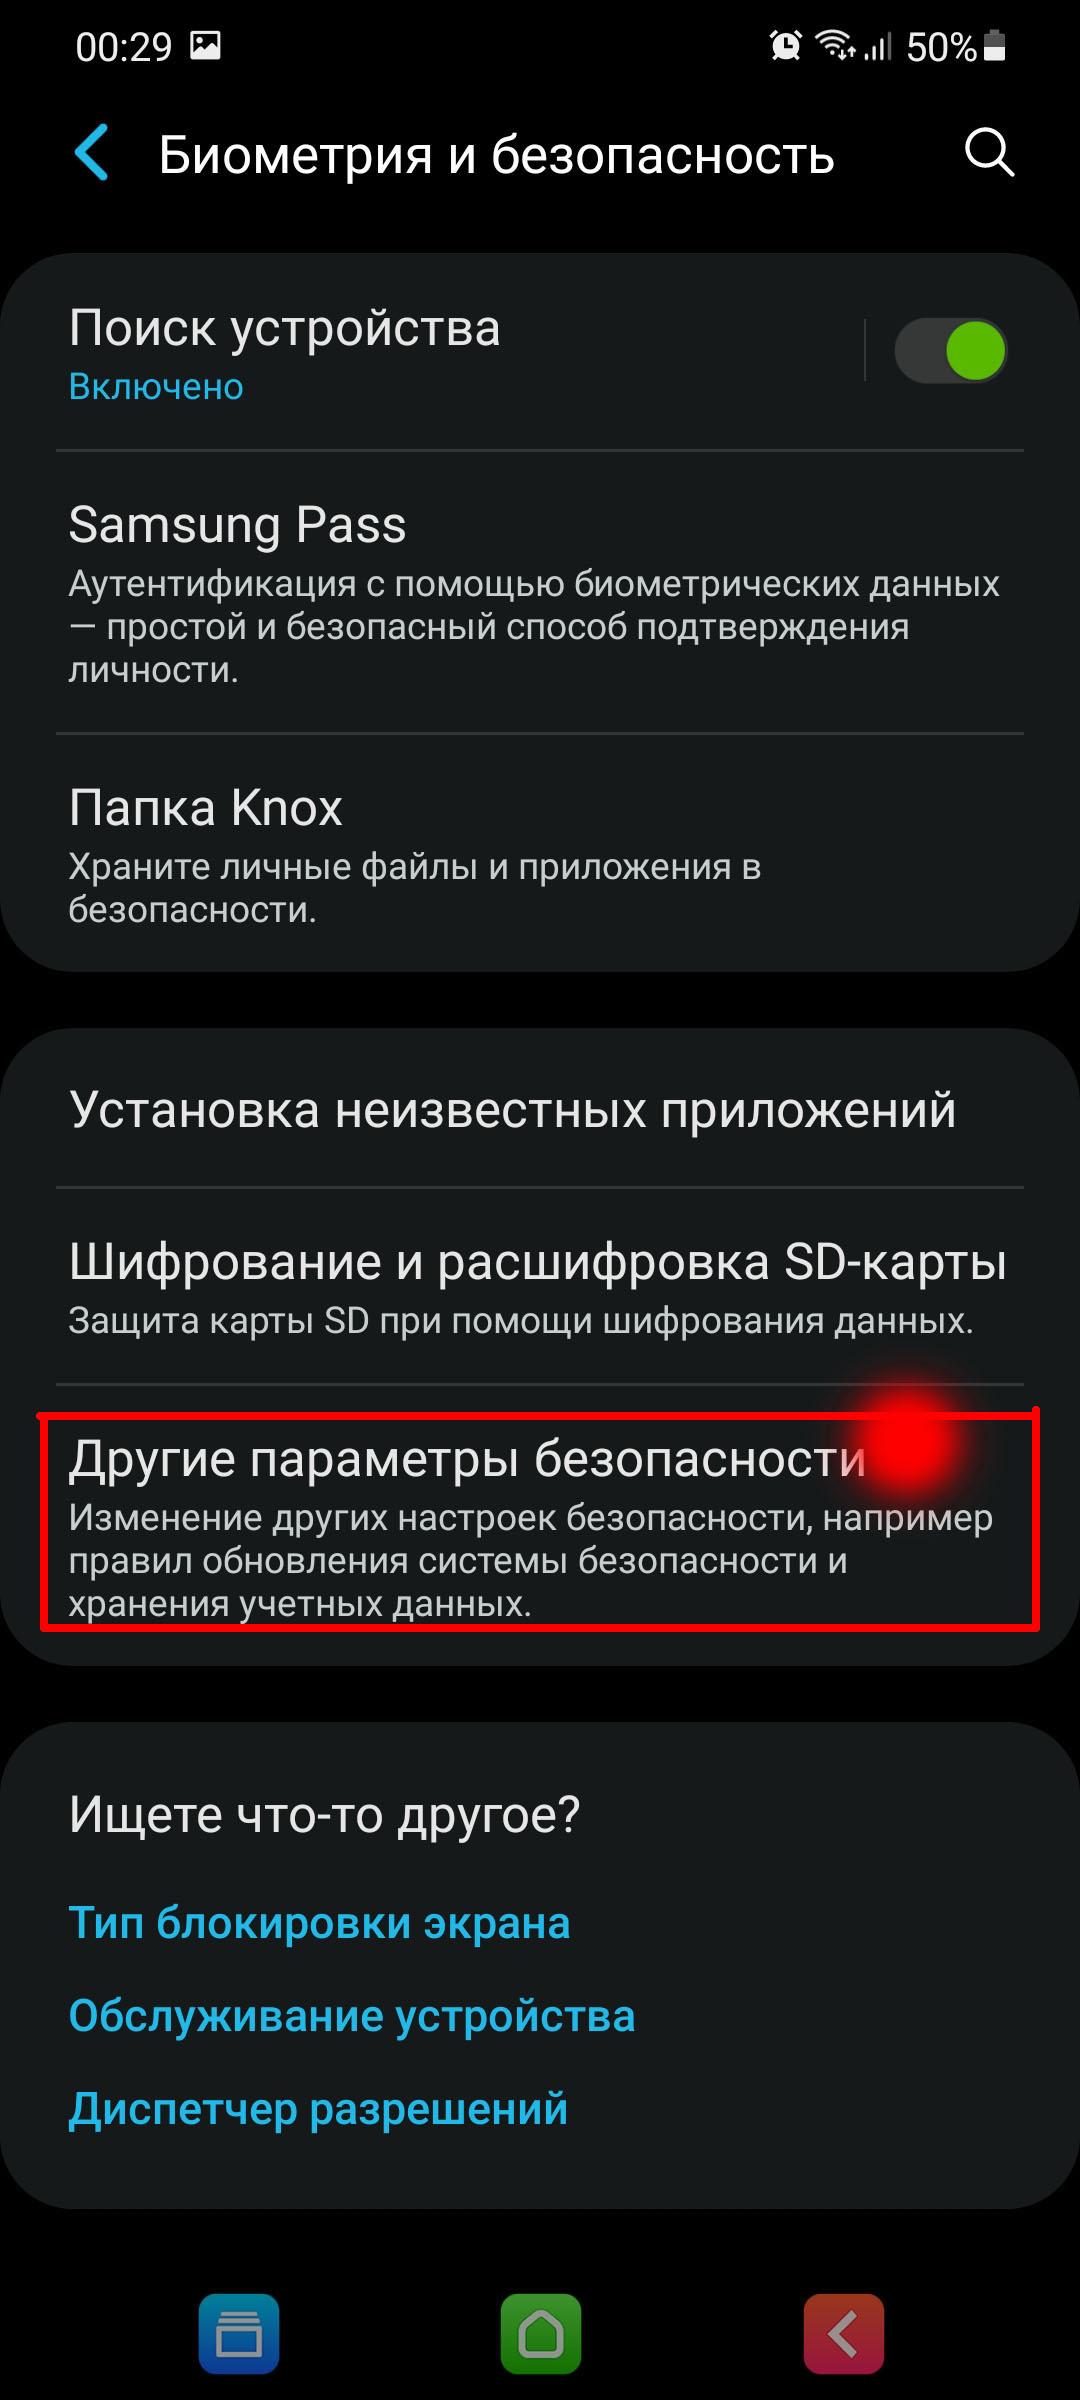 00:29
50%
Биометрия и безопасность
Поиск устройства
Включено
Samsung Pass
Аутентификация с помощью биометрических данных
— простой и безопасный способ подтверждения
личности.
Папка Knox
Храните личные файлы и приложения в
безопасности.
Установка неизвестных приложений
Шифрование и расшифровка SD-карты
Защита карты SD при помощи шифрования данных.
Другие параметры безопасности
Изменение других настроек безопасности, например
правил обновления системы безопасности и
хранения учетных данных.
Ищете что-то другое?
Тип блокировки экрана
Обслуживание устройства
Диспетчер разрешений